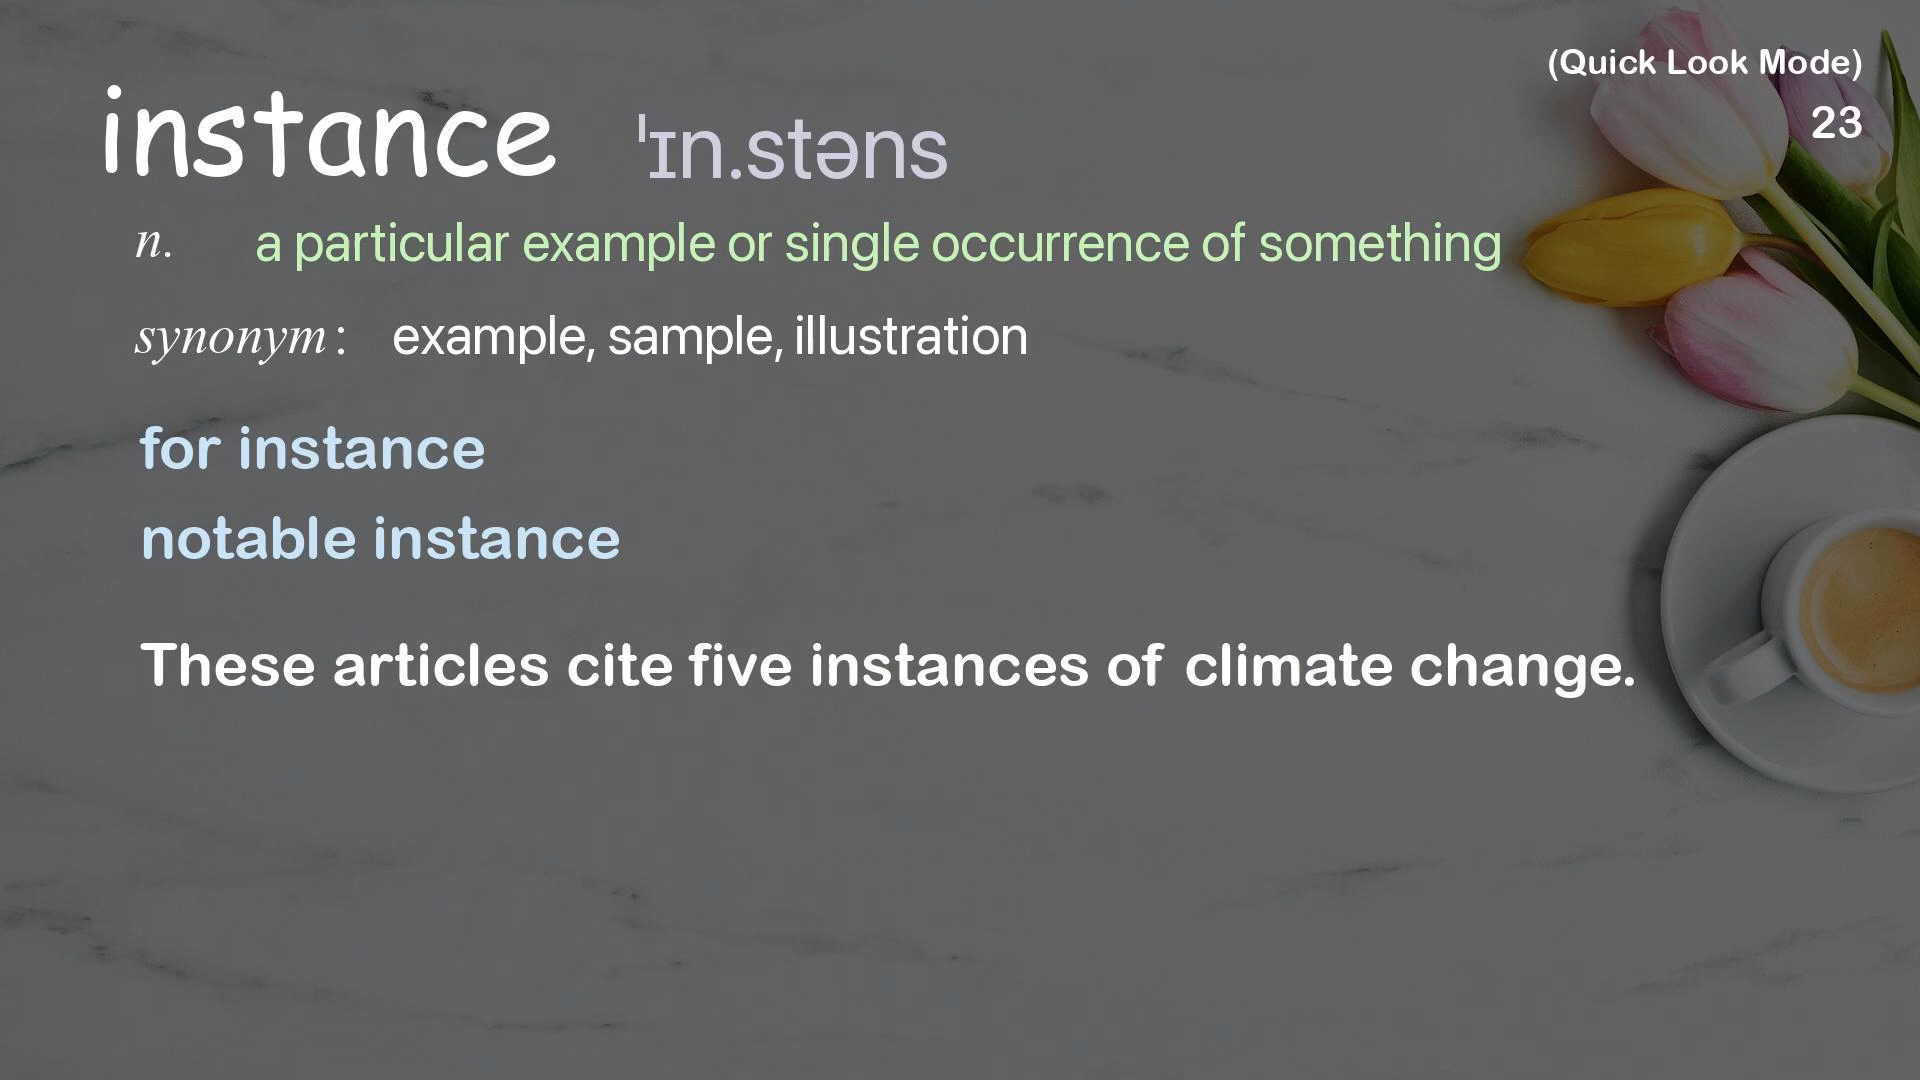 (Quick Look Mode)
23
instance ˈɪn.stəns
n. a particular example or single occurrence of something
synonym: example, sample, illustration
for instance
notable instance
These articles cite five instances of climate change.